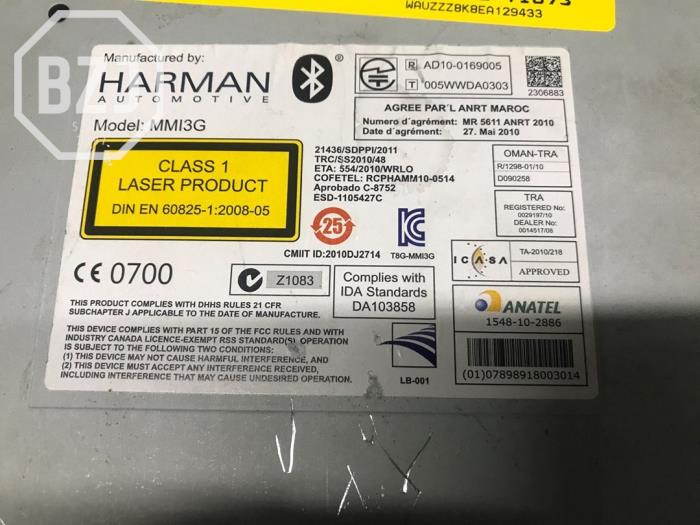 WAUZZZ8K8EA129433
BZ
Manufactured by:
HARMAN
AUTOMOTIVE
Model: MMI3G
R AD10-0169005
T 005WWDA0303
2306883
AGREE PAR'L ANRT MAROC
Numero d'agrément: MR 5611 ANRT 2010
Date d'agrément: 27. Mai 2010
CLASS 1
LASER PRODUCT
DIN EN 60825-1:2008-05
21436/SDPPI/2011
TRC/SS2010/48
ETA: 554/2010/WRLO
COFETEL: RCPHAMM10-0514
Aprobado C-8752
ESD-1105427C
OMAN-TRA
R/1298-01/10
D090258
TRA
REGISTERED No:
0029197/10
DEALER No:
0014517/08
25
CMIIT ID:2010DJ2714
T8G-MMI3G
ICASA
TA-2010/218
APPROVED
CE 0700
Z1083
Complies with
IDA Standards
DA103858
ANATEL
1548-10-2886
THIS PRODUCT COMPLIES WITH DHHS RULES 21 CFR
SUBCHAPTER J APPLICABLE TO THE DATE OF MANUFACTURE.
THIS DEVICE COMPLIES WITH PART 15 OF THE FCC RULES AND WITH
INDUSTRY CANADA LICENCE-EXEMPT RSS STANDARD(S) OPERATION
IS SUBJECT TO THE FOLLOWING TWO CONDITIONS:
(1) THIS DEVICE MAY NOT CAUSE HARMFUL INTERFERENCE, AND
(2) THIS DEVICE MUST ACCEPT ANY INTERFERENCE RECEIVED,
INCLUDING INTERFERENCE THAT MAY CAUSE UNDESIRED OPERATION.
LB-001
(01)07898918003014